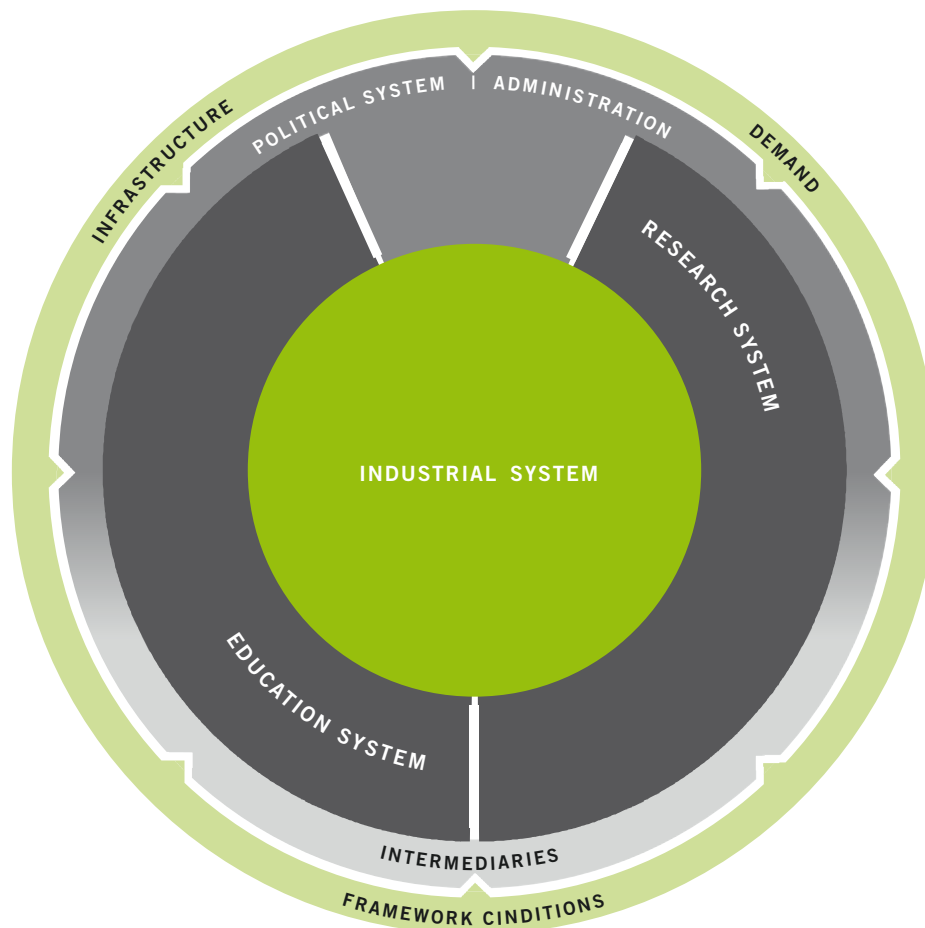 POLITICAL SYSTEM | ADMINISTRATION
INFRASTRUCTURE
DEMAND
RESEARCH SYSTEM
INDUSTRIAL SYSTEM
EDUCATION SYSTEM
INTERMEDIARIES
FRAMEWORK CINDITIONS